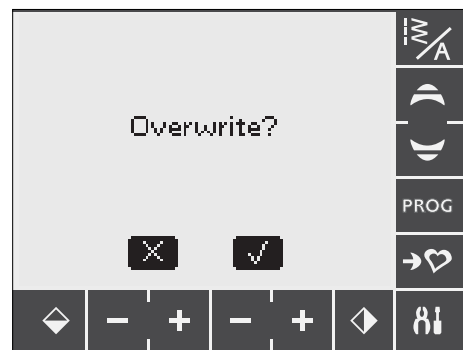 A
Overwrite?
PROG
- + - +